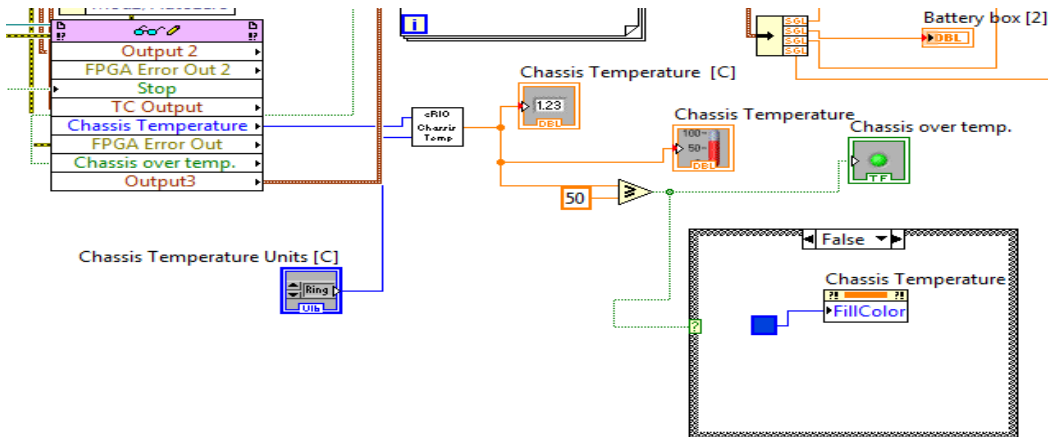 i
SGL
SGL
SGL
SGL
Battery box [2]
DBL
Output 2
FPGA Error Out 2
Stop
TC Output
Chassis Temperature
FPGA Error Out
Chassis over temp.
Output3
cRIO
Chassis
Temp
Chassis Temperature [C]
1.23
DBL
Chassis Temperature
100-
50-
DBL
Chassis over temp.
TF
50
≥
Chassis Temperature Units [C]
Ring
U16
False
?
Chassis Temperature
?! ?!
FillColor